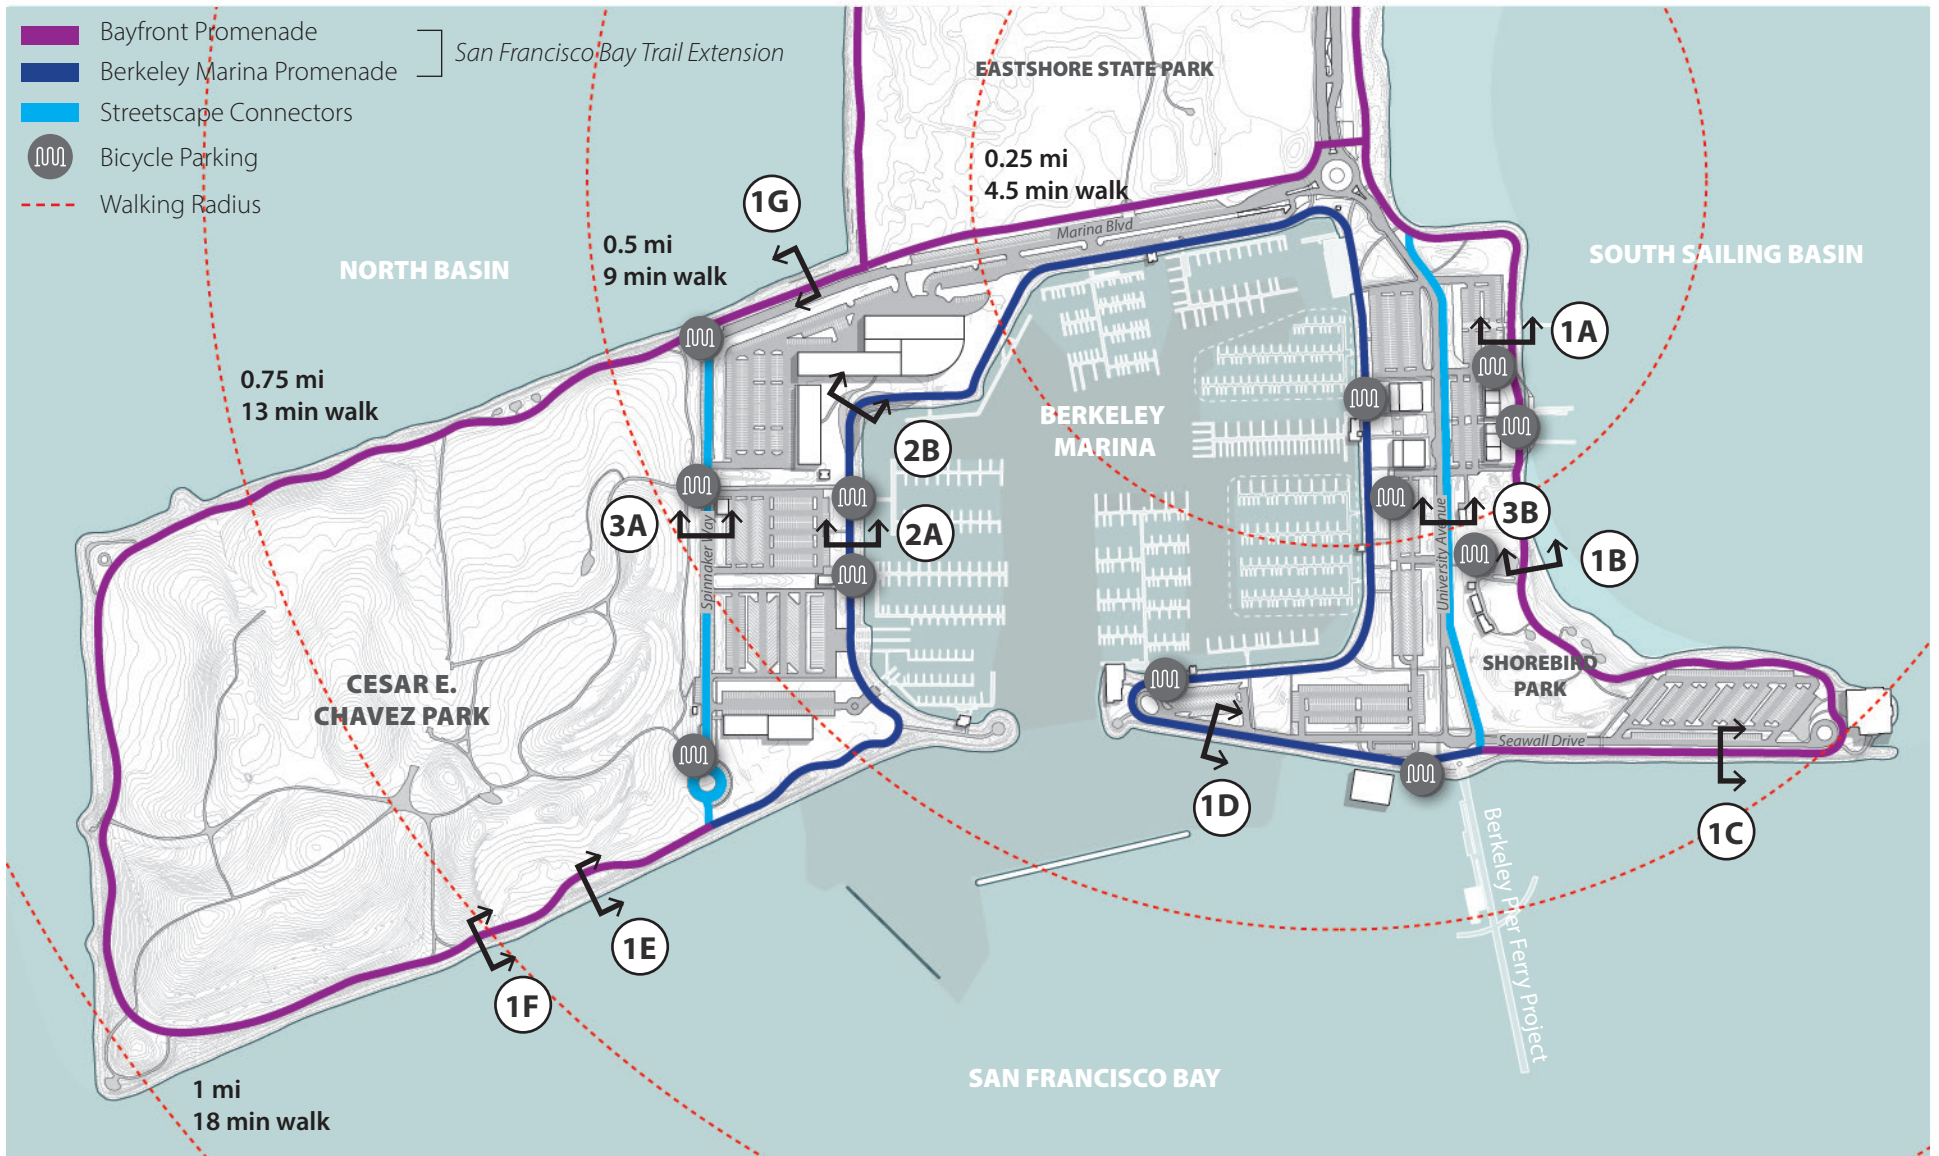 Bayfront Promenade
Berkeley Marina Promenade
San Francisco Bay Trail Extension
Streetscape Connectors
Bicycle Parking
Walking Radius
EASTSHORE STATE PARK
0.25 mi
4.5 min walk
1G
Marina Blvd
0.5 mi
9 min walk
NORTH BASIN
SOUTH SAILING BASIN
1A
0.75 mi
13 min walk
BERKELEY
MARINA
2B
3A
2A
3B
1B
Spinnaker Way
University Avenue
CESAR E.
CHAVEZ PARK
SHOREBIRD
PARK
Seawall Drive
1D
1C
Berkeley Pier Ferry Project
1E
1F
SAN FRANCISCO BAY
1 mi
18 min walk